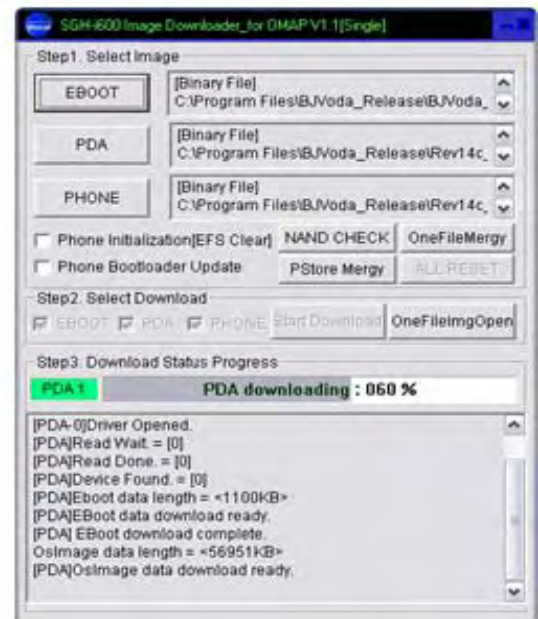 SGH-i600 Image Downloader_for OMAP V1.1[Single]
Step1. Select Image
EBOOT
[Binary File]
C:\Program Files\BJVoda_Release\BJVoda_
PDA
[Binary File]
C:\Program Files\BJVoda_Release\Rev14c_
PHONE
[Binary File]
C:\Program Files\BJVoda_Release\Rev14c_
Phone Initialization[EFS Clear] NAND CHECK OneFileMergy
Phone Bootloader Update PStore Mergy ALL RESET
Step2. Select Download
EBOOT PDA PHONE Start Download OneFileImgOpen
Step3. Download Status Progress
PDA 1 PDA downloading : 060 %
[PDA-0]Driver Opened.
[PDA]Read Wait. = [0]
[PDA]Read Done. = [0]
[PDA]Device Found. = [0]
[PDA]Eboot data length = <1100KB>
[PDA]EBoot data download ready.
[PDA] EBoot download complete.
OsImage data length = <56951KB>
[PDA]OsImage data download ready.